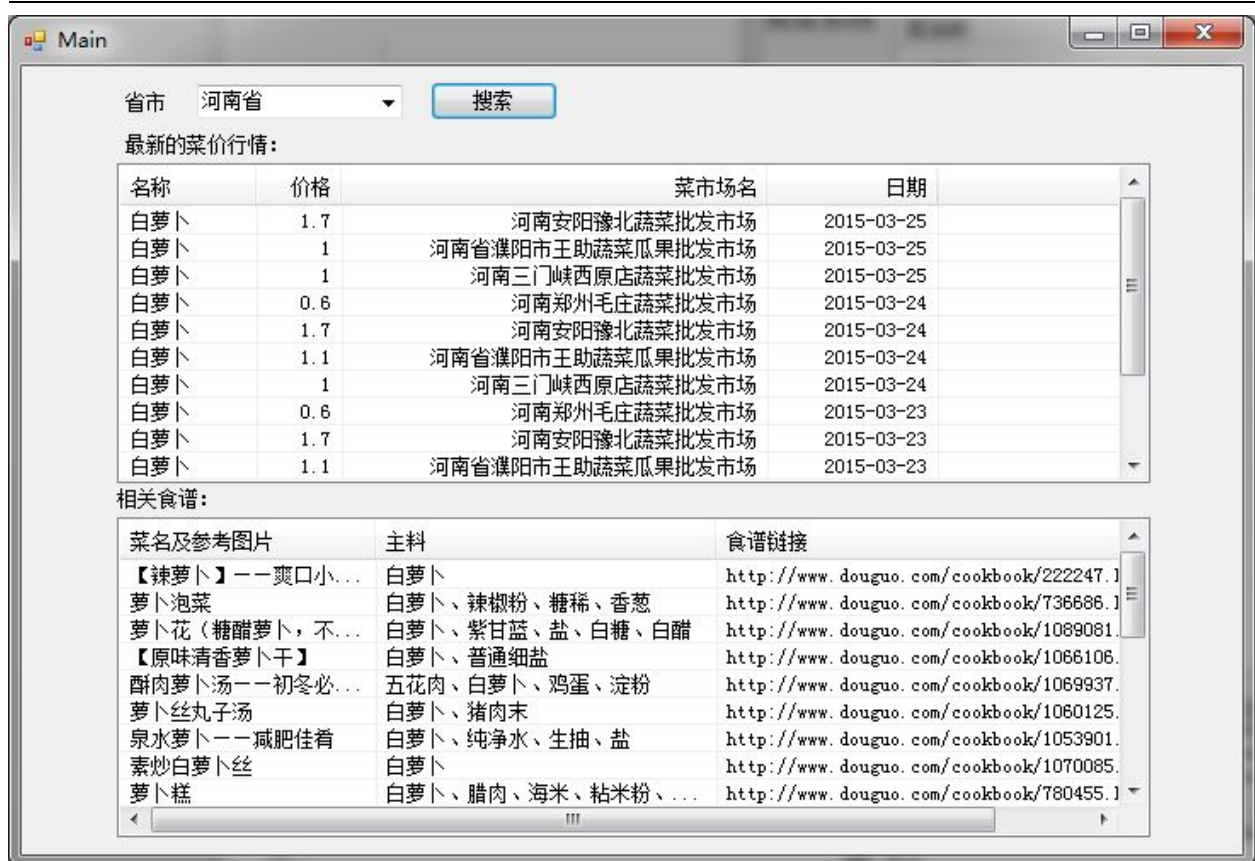 Main
省市 河南省 搜索
最新的菜价行情：
名称 价格 菜市场名 日期
白萝卜 1.7 河南安阳豫北蔬菜批发市场 2015-03-25
白萝卜 1 河南省濮阳市王助蔬菜瓜果批发市场 2015-03-25
白萝卜 1 河南三门峡西原店蔬菜批发市场 2015-03-25
白萝卜 0.6 河南郑州毛庄蔬菜批发市场 2015-03-24
白萝卜 1.7 河南安阳豫北蔬菜批发市场 2015-03-24
白萝卜 1.1 河南省濮阳市王助蔬菜瓜果批发市场 2015-03-24
白萝卜 1 河南三门峡西原店蔬菜批发市场 2015-03-24
白萝卜 0.6 河南郑州毛庄蔬菜批发市场 2015-03-23
白萝卜 1.7 河南安阳豫北蔬菜批发市场 2015-03-23
白萝卜 1.1 河南省濮阳市王助蔬菜瓜果批发市场 2015-03-23
相关食谱：
菜名及参考图片 主料 食谱链接
【辣萝卜】——爽口小... 白萝卜 http://www.douguo.com/cookbook/222247.
萝卜泡菜 白萝卜、辣椒粉、糖稀、香葱 http://www.douguo.com/cookbook/736686.
萝卜花（糖醋萝卜，不... 白萝卜、紫甘蓝、盐、白糖、白醋 http://www.douguo.com/cookbook/1089081.
【原味清香萝卜干】 白萝卜、普通细盐 http://www.douguo.com/cookbook/1066106.
酥肉萝卜汤——初冬必... 五花肉、白萝卜、鸡蛋、淀粉 http://www.douguo.com/cookbook/1069937.
萝卜丝丸子汤 白萝卜、猪肉末 http://www.douguo.com/cookbook/1060125.
泉水萝卜——减肥佳肴 白萝卜、纯净水、生抽、盐 http://www.douguo.com/cookbook/1053901.
素炒白萝卜丝 白萝卜 http://www.douguo.com/cookbook/1070085.
萝卜糕 白萝卜、腊肉、海米、粘米粉、... http://www.douguo.com/cookbook/780455.